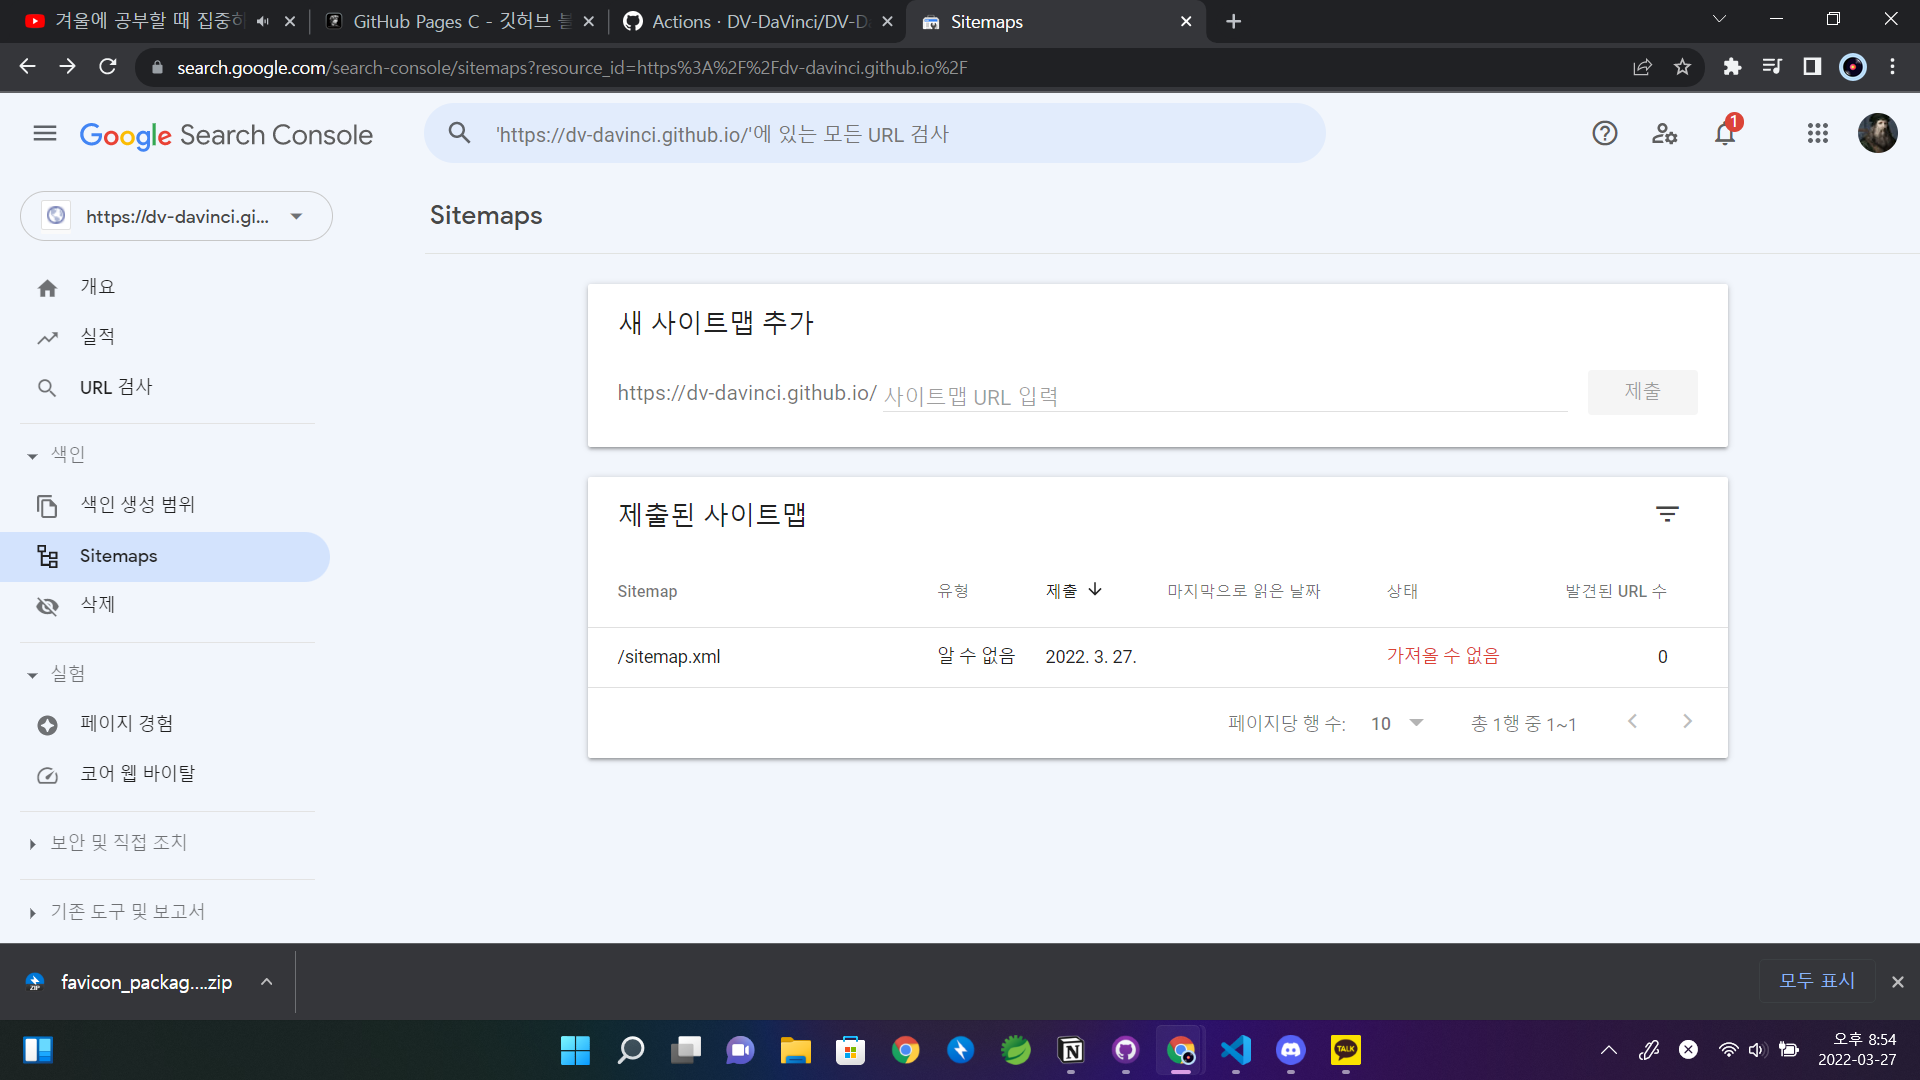 겨울에 공부할 때 집중하
GitHub Pages C - 깃허브 블
Actions · DV-DaVinci/DV-D
Sitemaps
search.google.com/search-console/sitemaps?resource_id=https%3A%2F%2Fdv-davinci.github.io%2F
Google Search Console
'https://dv-davinci.github.io/'에 있는 모든 URL 검사
1
https://dv-davinci.gi...
Sitemaps
개요
실적
URL 검사
색인
색인 생성 범위
Sitemaps
삭제
실험
페이지 경험
코어 웹 바이탈
보안 및 직접 조치
기존 도구 및 보고서
새 사이트맵 추가
https://dv-davinci.github.io/ 사이트맵 URL 입력
제출
제출된 사이트맵
Sitemap 유형 제출 마지막으로 읽은 날짜 상태 발견된 URL 수
/sitemap.xml 알 수 없음 2022. 3. 27. 가져올 수 없음 0
페이지당 행 수: 10 총 1행 중 1~1
favicon_packag....zip
모두 표시
ZIP
TALK
오후 8:54
2022-03-27